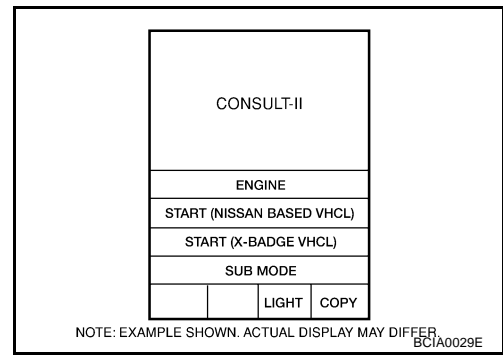 CONSULT-II
ENGINE
START (NISSAN BASED VHCL)
START (X-BADGE VHCL)
SUB MODE
LIGHT COPY
NOTE: EXAMPLE SHOWN. ACTUAL DISPLAY MAY DIFFER.
BCIA0029E